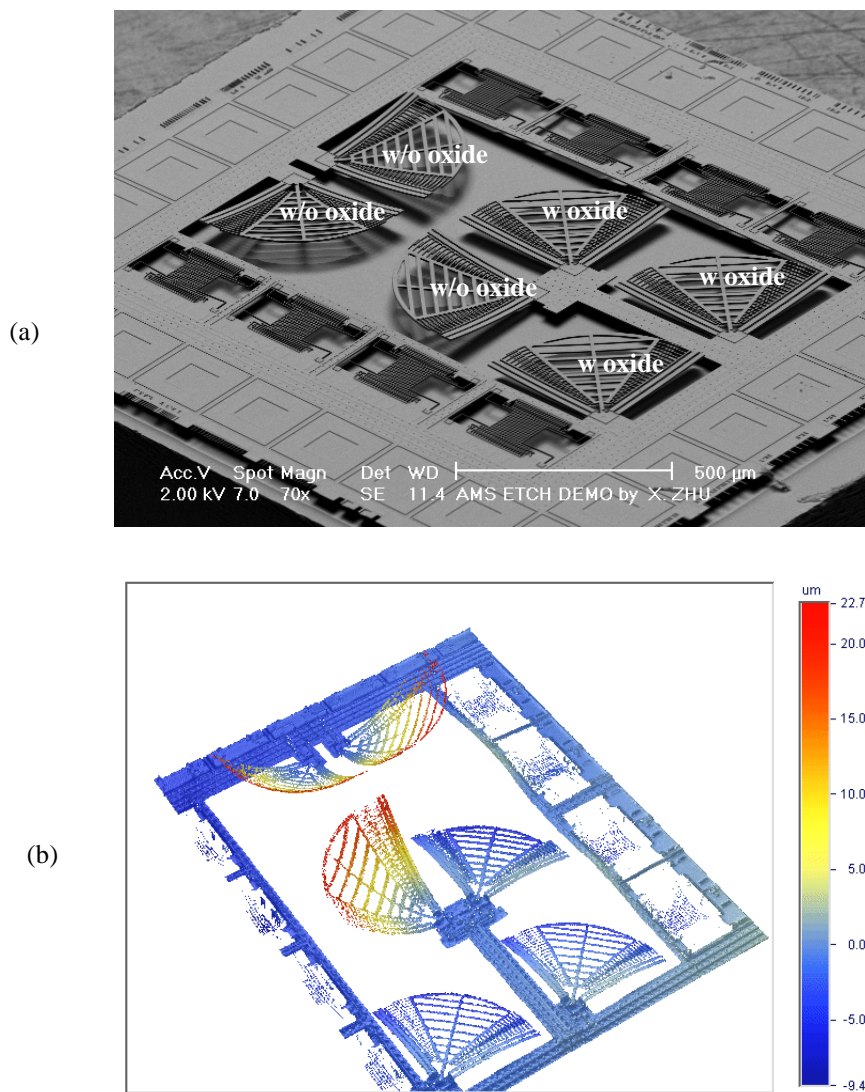 w/o oxide
w/o oxide
w oxide
w/o oxide
w oxide
w oxide
(a)
Acc.V Spot Magn Det WD 500 µm
2.00 kV 7.0 70x SE 11.4 AMS ETCH DEMO by X. ZHU
um
22.7
20.0
15.0
10.0
5.0
0.0
-5.0
-9.4
(b)